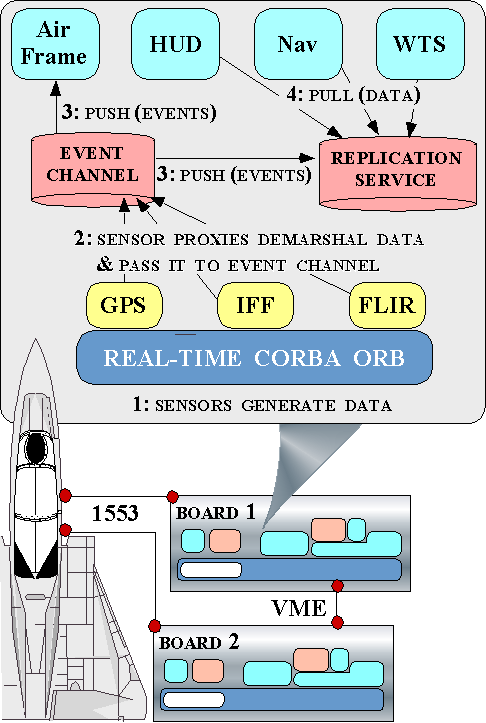 Air
Frame
HUD
Nav
WTS
3: PUSH (EVENTS)
4: PULL (DATA)
EVENT
CHANNEL
3: PUSH (EVENTS)
REPLICATION
SERVICE
2: SENSOR PROXIES DEMARSHAL DATA
& PASS IT TO EVENT CHANNEL
GPS
IFF
FLIR
REAL-TIME CORBA ORB
1: SENSORS GENERATE DATA
1553
BOARD 1
VME
BOARD 2